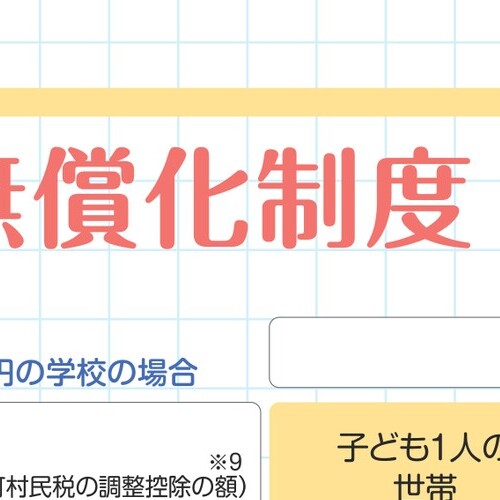 無償化制度
円の学校の場合
※9
町村民税の調整控除の額)
子ども1人の
世帯